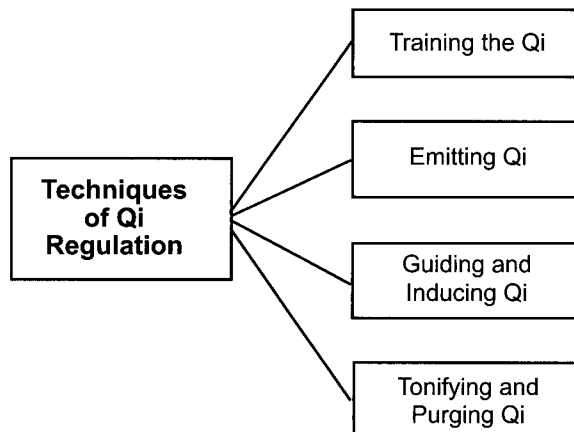 Training the Qi
Emitting Qi
Techniques
of Qi
Regulation
Guiding and
Inducing Qi
Tonifying and
Purging Qi